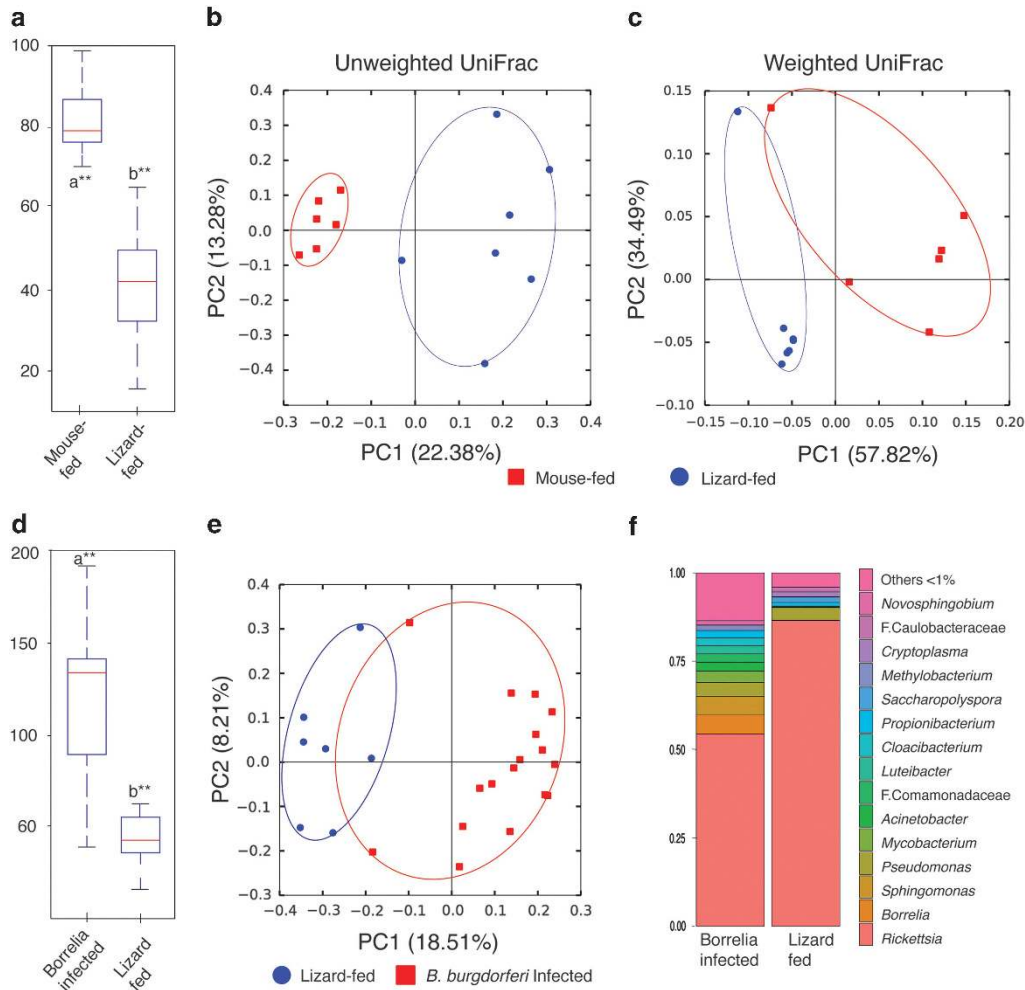 a
100
80
60
40
20
a**
b**
Mouse-
fed
Lizard-
fed
b
Unweighted UniFrac
PC2 (13.28%)
0.4
0.3
0.2
0.1
0.0
−0.1
−0.2
−0.3
−0.4
−0.3
−0.2
−0.1
0.0
0.1
0.2
0.3
0.4
PC1 (22.38%)
c
Weighted UniFrac
PC2 (34.49%)
0.15
0.10
0.05
0.00
−0.05
−0.10
−0.15
−0.10
−0.05
0.00
0.05
0.10
0.15
0.20
PC1 (57.82%)
Mouse-fed
Lizard-fed
d
200
150
100
60
a**
b**
Borrelia
infected
Lizard
fed
e
PC2 (8.21%)
0.4
0.3
0.2
0.1
0.0
−0.1
−0.2
−0.3
−0.4
−0.3
−0.2
−0.1
0.0
0.1
0.2
0.3
PC1 (18.51%)
Lizard-fed
B. burgdorferi Infected
f
1.00
0.75
0.50
0.25
0.00
Borrelia
infected
Lizard
fed
Others <1%
Novosphingobium
F.Caulobacteraceae
Cryptoplasma
Methylobacterium
Saccharopolyspora
Propionibacterium
Cloacibacterium
Luteibacter
F.Comamonadaceae
Acinetobacter
Mycobacterium
Pseudomonas
Sphingomonas
Borrelia
Rickettsia